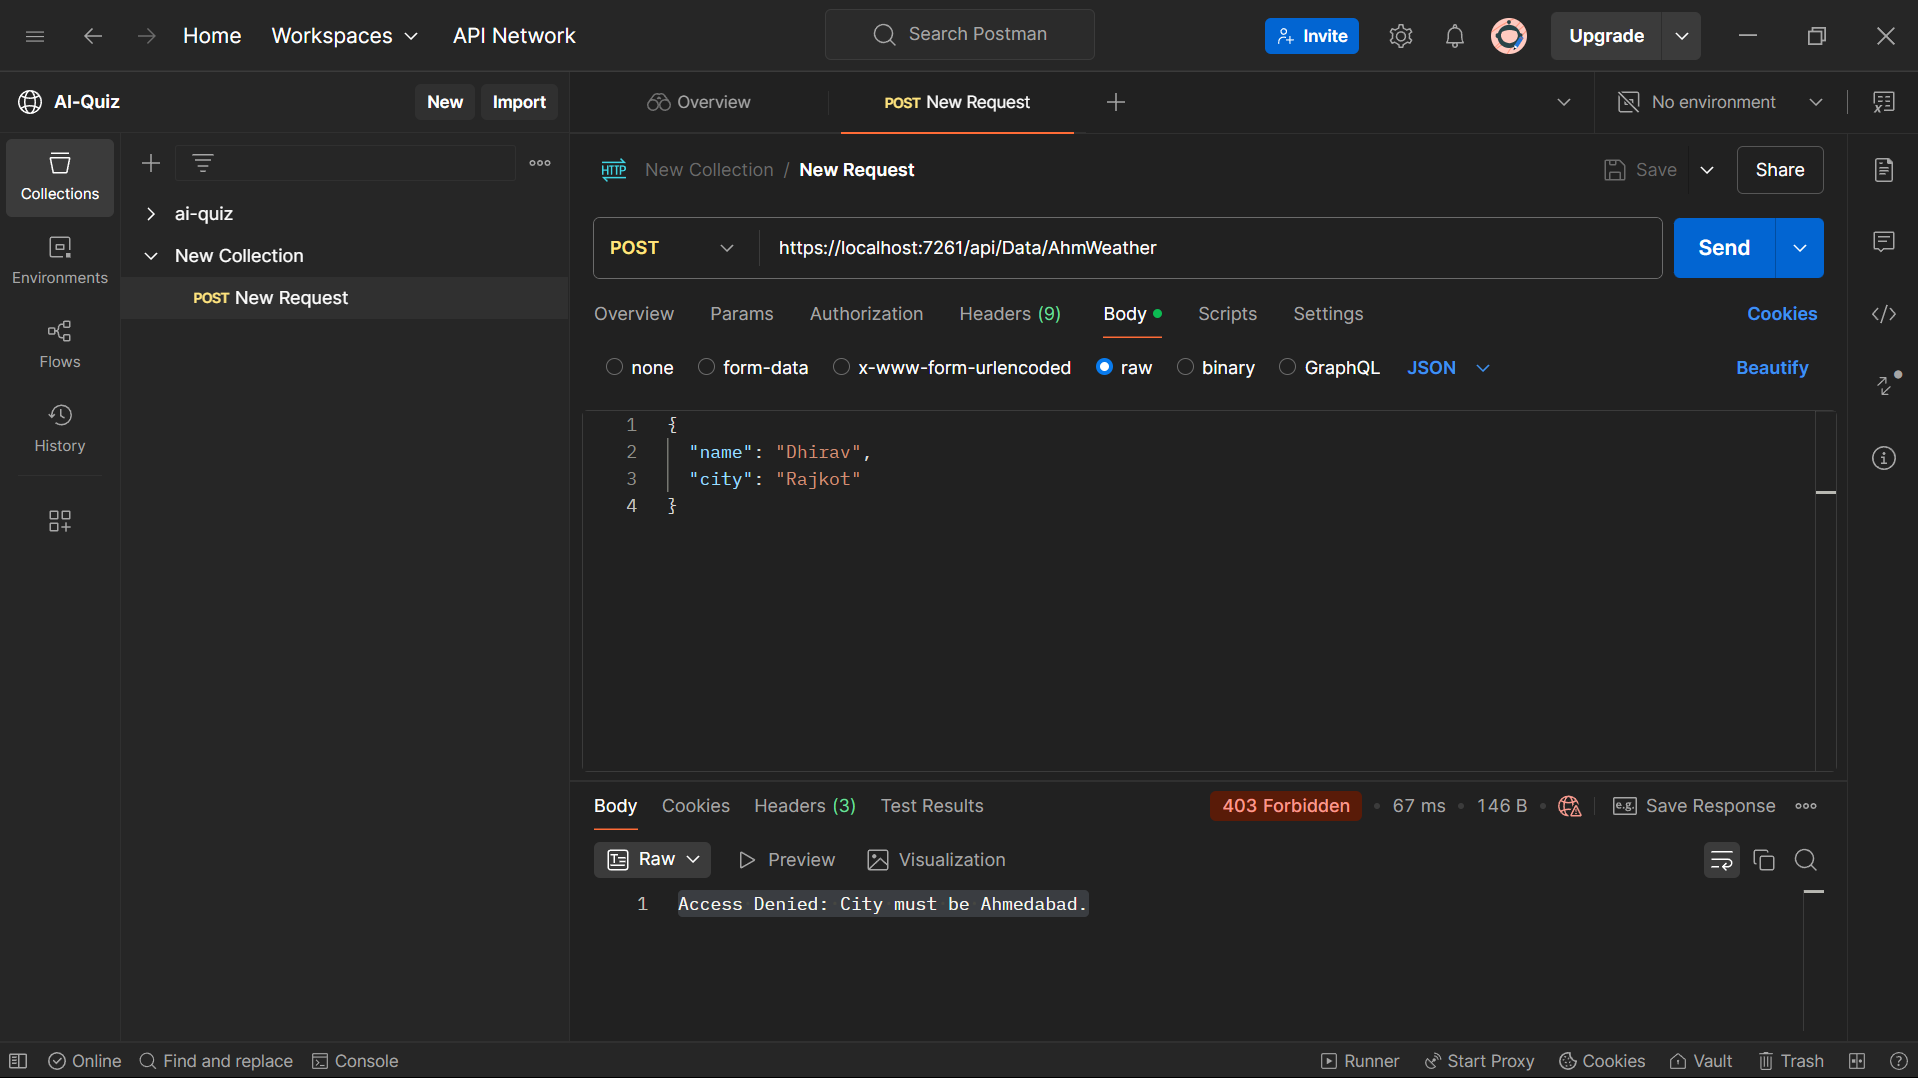 Home Workspaces API Network Search Postman Invite Upgrade
AI-Quiz New Import Overview POST New Request No environment
Collections
Environments
Flows
History
ai-quiz
New Collection
POST New Request
HTTP New Collection / New Request Save Share
POST https://localhost:7261/api/Data/AhmWeather Send
Overview Params Authorization Headers (9) Body Scripts Settings Cookies
none form-data x-www-form-urlencoded raw binary GraphQL JSON Beautify
1 {
2 "name": "Dhirav",
3 "city": "Rajkot"
4 }
Body Cookies Headers (3) Test Results 403 Forbidden 67 ms 146 B e.g. Save Response
Raw Preview Visualization
1 Access Denied: City must be Ahmedabad.
Online Find and replace Console Runner Start Proxy Cookies Vault Trash